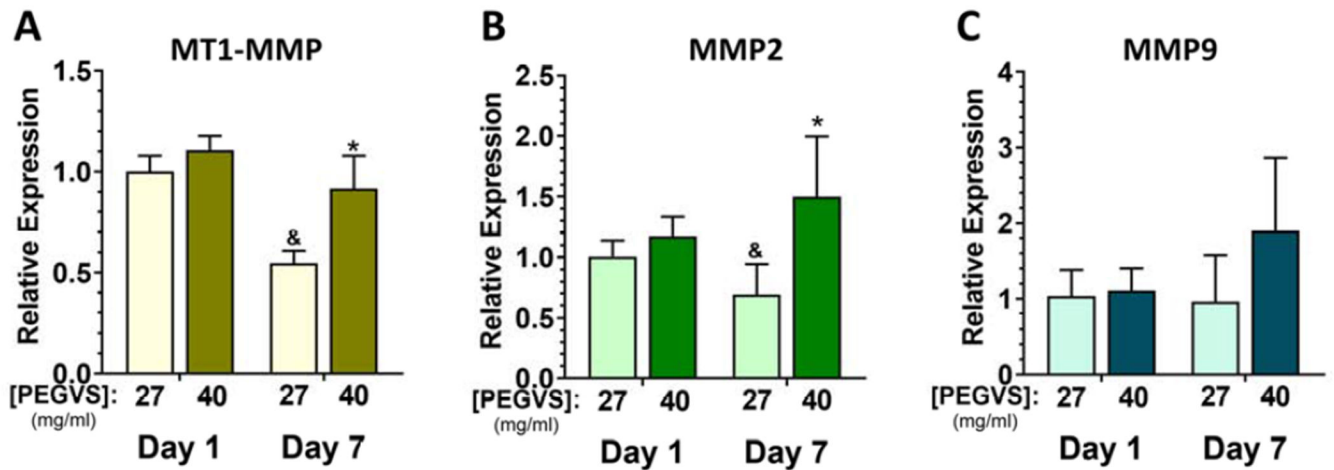 A
MT1-MMP
Relative Expression
1.5
1.0
0.5
0.0
&
*
[PEGVS]: 27 40 27 40
(mg/ml)
Day 1 Day 7
B
MMP2
Relative Expression
2.5
2.0
1.5
1.0
0.5
0.0
&
*
[PEGVS]: 27 40 27 40
(mg/ml)
Day 1 Day 7
C
MMP9
Relative Expression
4
3
2
1
0
[PEGVS]: 27 40 27 40
(mg/ml)
Day 1 Day 7